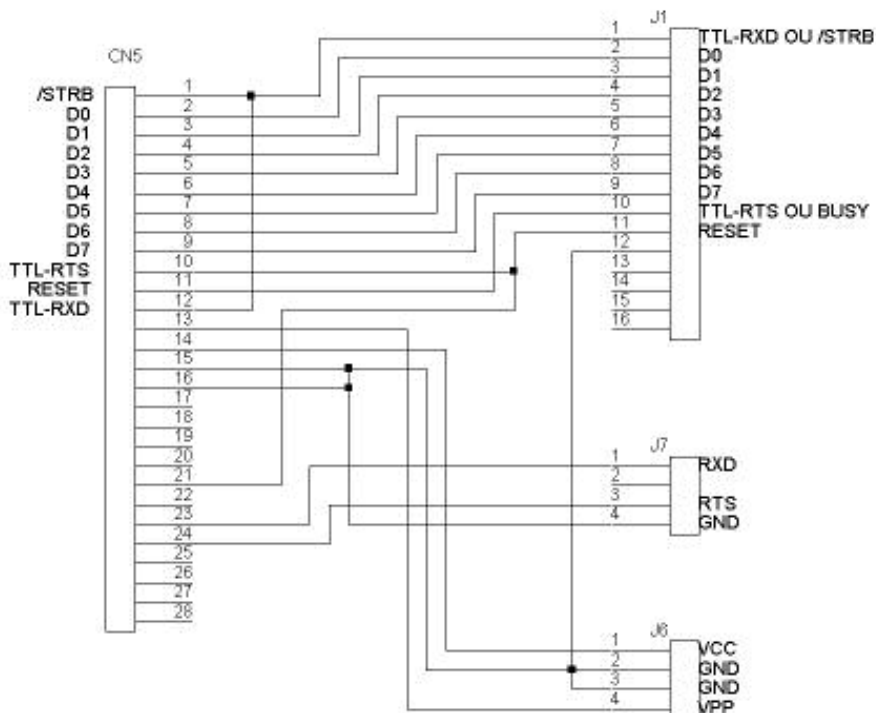 CN5
/STRB
D0
D1
D2
D3
D4
D5
D6
D7
TTL-RTS
RESET
TTL-RXD
1
2
3
4
5
6
7
8
9
10
11
12
13
14
15
16
17
18
19
20
21
22
23
24
25
26
27
28
J1
1
2
3
4
5
6
7
8
9
10
11
12
13
14
15
16
TTL-RXD OU /STRB
D0
D1
D2
D3
D4
D5
D6
D7
TTL-RTS OU BUSY
RESET
J7
1
2
3
4
RXD
RTS
GND
J6
1
2
3
4
VCC
GND
GND
VPP